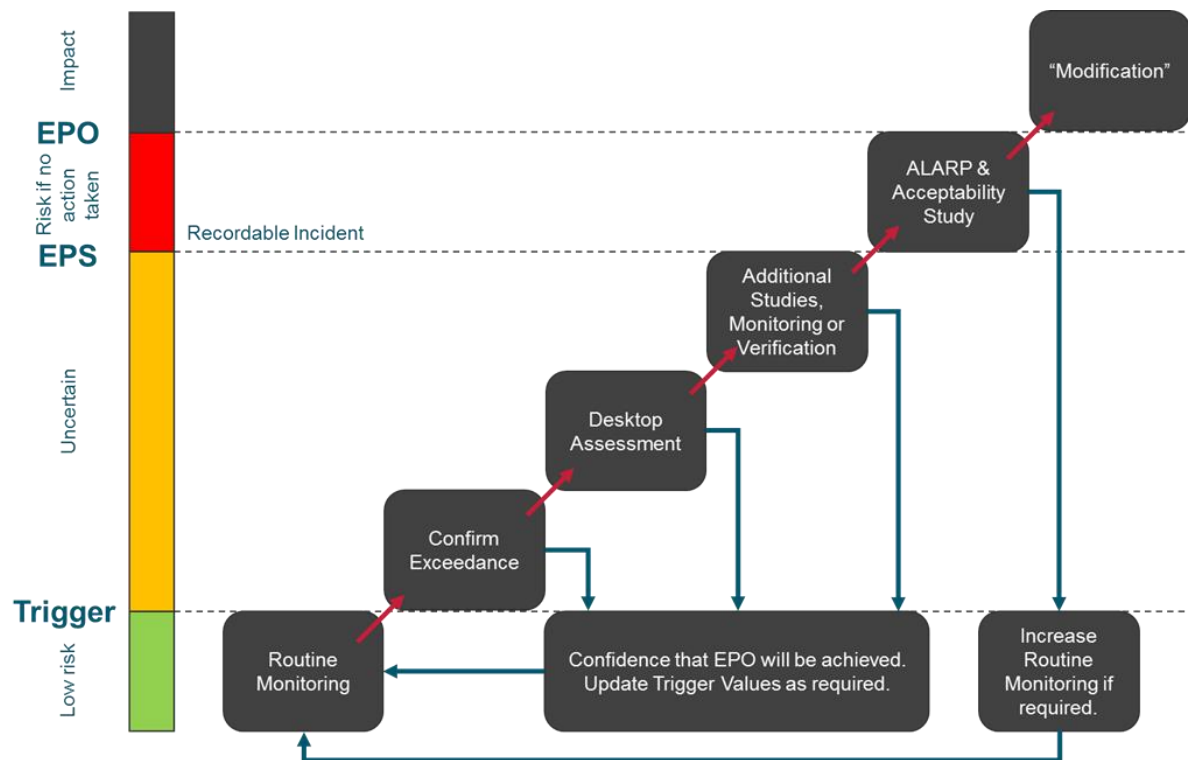 Impact
EPO
Risk if no
action
taken
Recordable Incident
EPS
Uncertain
Trigger
Low risk
“Modification”
ALARP &
Acceptability
Study
Additional
Studies,
Monitoring or
Verification
Desktop
Assessment
Confirm
Exceedance
Routine
Monitoring
Confidence that EPO will be achieved.
Update Trigger Values as required.
Increase
Routine
Monitoring if
required.